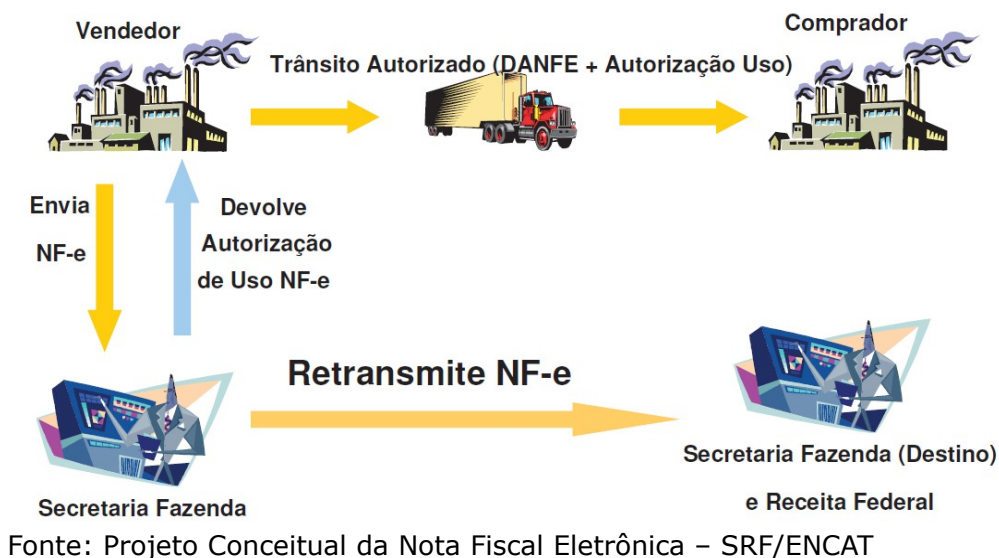 Vendedor
Comprador
Trânsito Autorizado (DANFE + Autorização Uso)
Envia
NF-e
Devolve
Autorização
de Uso NF-e
Retransmite NF-e
Secretaria Fazenda
Secretaria Fazenda (Destino)
e Receita Federal
Fonte: Projeto Conceitual da Nota Fiscal Eletrônica – SRF/ENCAT